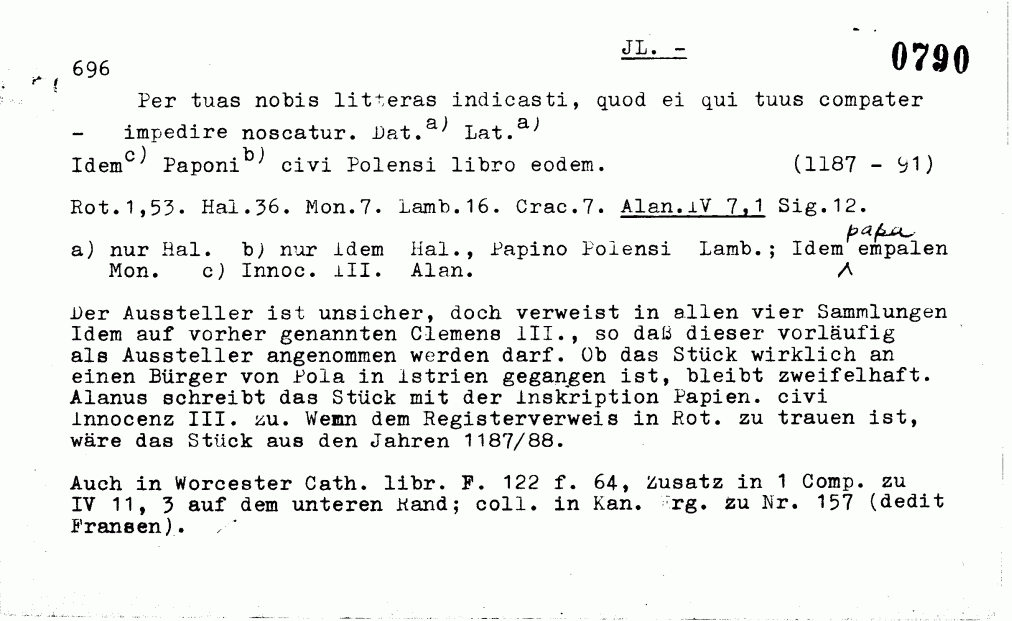 JL. -
0790
696
Per tuas nobis litteras indicasti, quod ei qui tuus compater
- impedire noscatur. Dat.a) Lat.a)
Idemc) Paponib) civi Polensi libro eodem. (1187 - 91)
Rot.1,53. Hal.36. Mon.7. Lamb.16. Crac.7. Alan.IV 7,1 Sig.12.
papa
a) nur Hal. b) nur Idem Hal., Papino Polensi Lamb.; Idem empalen
Mon. c) Innoc. III. Alan.
Der Aussteller ist unsicher, doch verweist in allen vier Sammlungen
Idem auf vorher genannten Clemens III., so daß dieser vorläufig
als Aussteller angenommen werden darf. Ob das Stück wirklich an
einen Bürger von Pola in Istrien gegangen ist, bleibt zweifelhaft.
Alanus schreibt das Stück mit der Inskription Papien. civi
Innocenz III. zu. Wenn dem Registerverweis in Rot. zu trauen ist,
wäre das Stück aus den Jahren 1187/88.
Auch in Worcester Cath. libr. F. 122 f. 64, Zusatz in 1 Comp. zu
IV 11, 3 auf dem unteren Rand; coll. in Kan. Erg. zu Nr. 157 (dedit
Fransen).